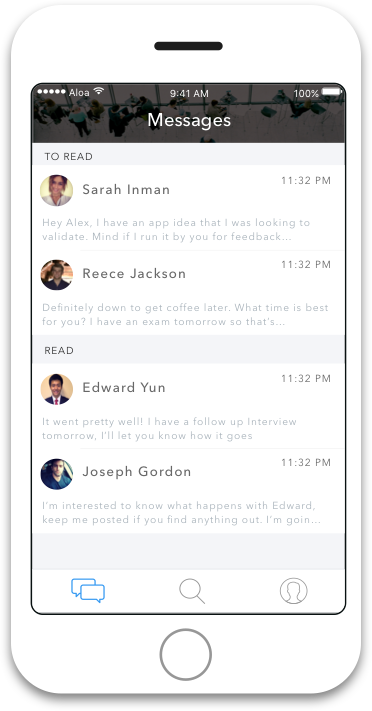 Aloa 9:41 AM 100%
Messages
TO READ
11:32 PM
Sarah Inman
Hey Alex, I have an app idea that I was looking to
validate. Mind if I run it by you for feedback...
11:32 PM
Reece Jackson
Definitely down to get coffee later. What time is best
for you? I have an exam tomorrow so that's...
READ
11:32 PM
Edward Yun
It went pretty well! I have a follow up Interview
tomorrow, I'll let you know how it goes
11:32 PM
Joseph Gordon
I'm interested to know what happens with Edward,
keep me posted if you find anything out. I'm goin...